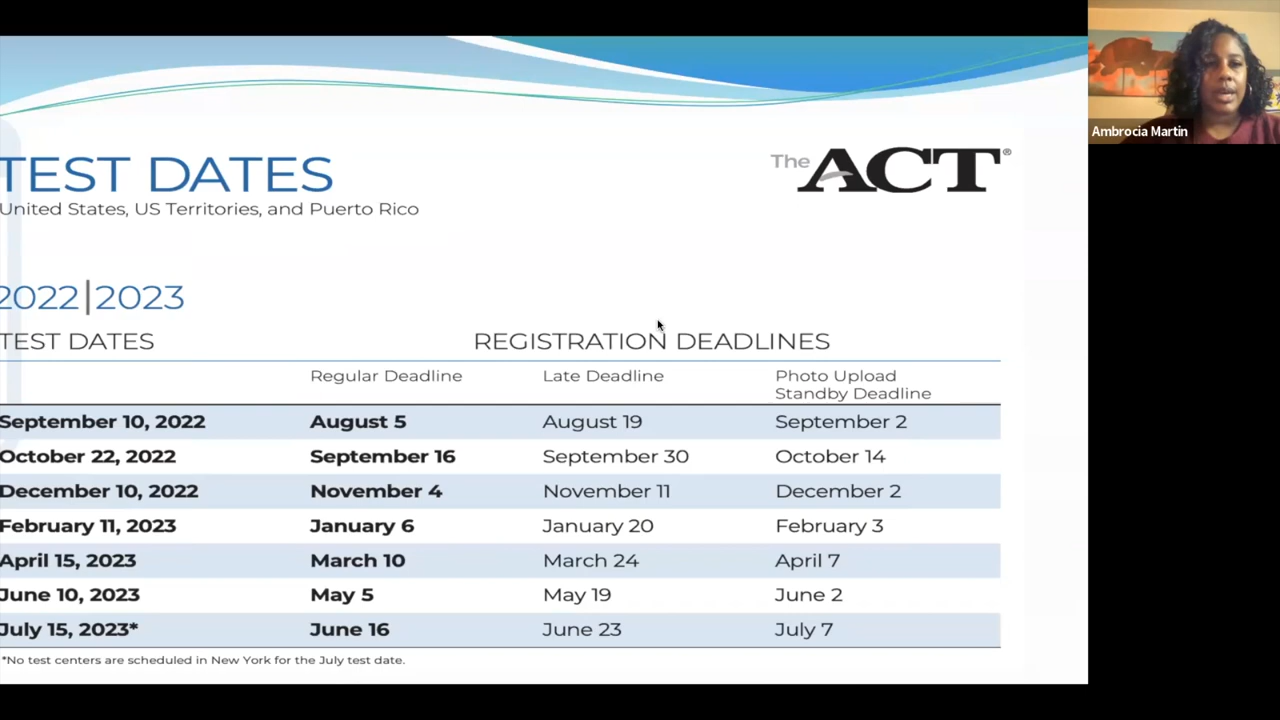 Ambrocia Martin
TEST DATES
The ACT®
United States, US Territories, and Puerto Rico
2022|2023
TEST DATES REGISTRATION DEADLINES
Regular Deadline Late Deadline Photo Upload
Standby Deadline
September 10, 2022 August 5 August 19 September 2
October 22, 2022 September 16 September 30 October 14
December 10, 2022 November 4 November 11 December 2
February 11, 2023 January 6 January 20 February 3
April 15, 2023 March 10 March 24 April 7
June 10, 2023 May 5 May 19 June 2
July 15, 2023* June 16 June 23 July 7
*No test centers are scheduled in New York for the July test date.